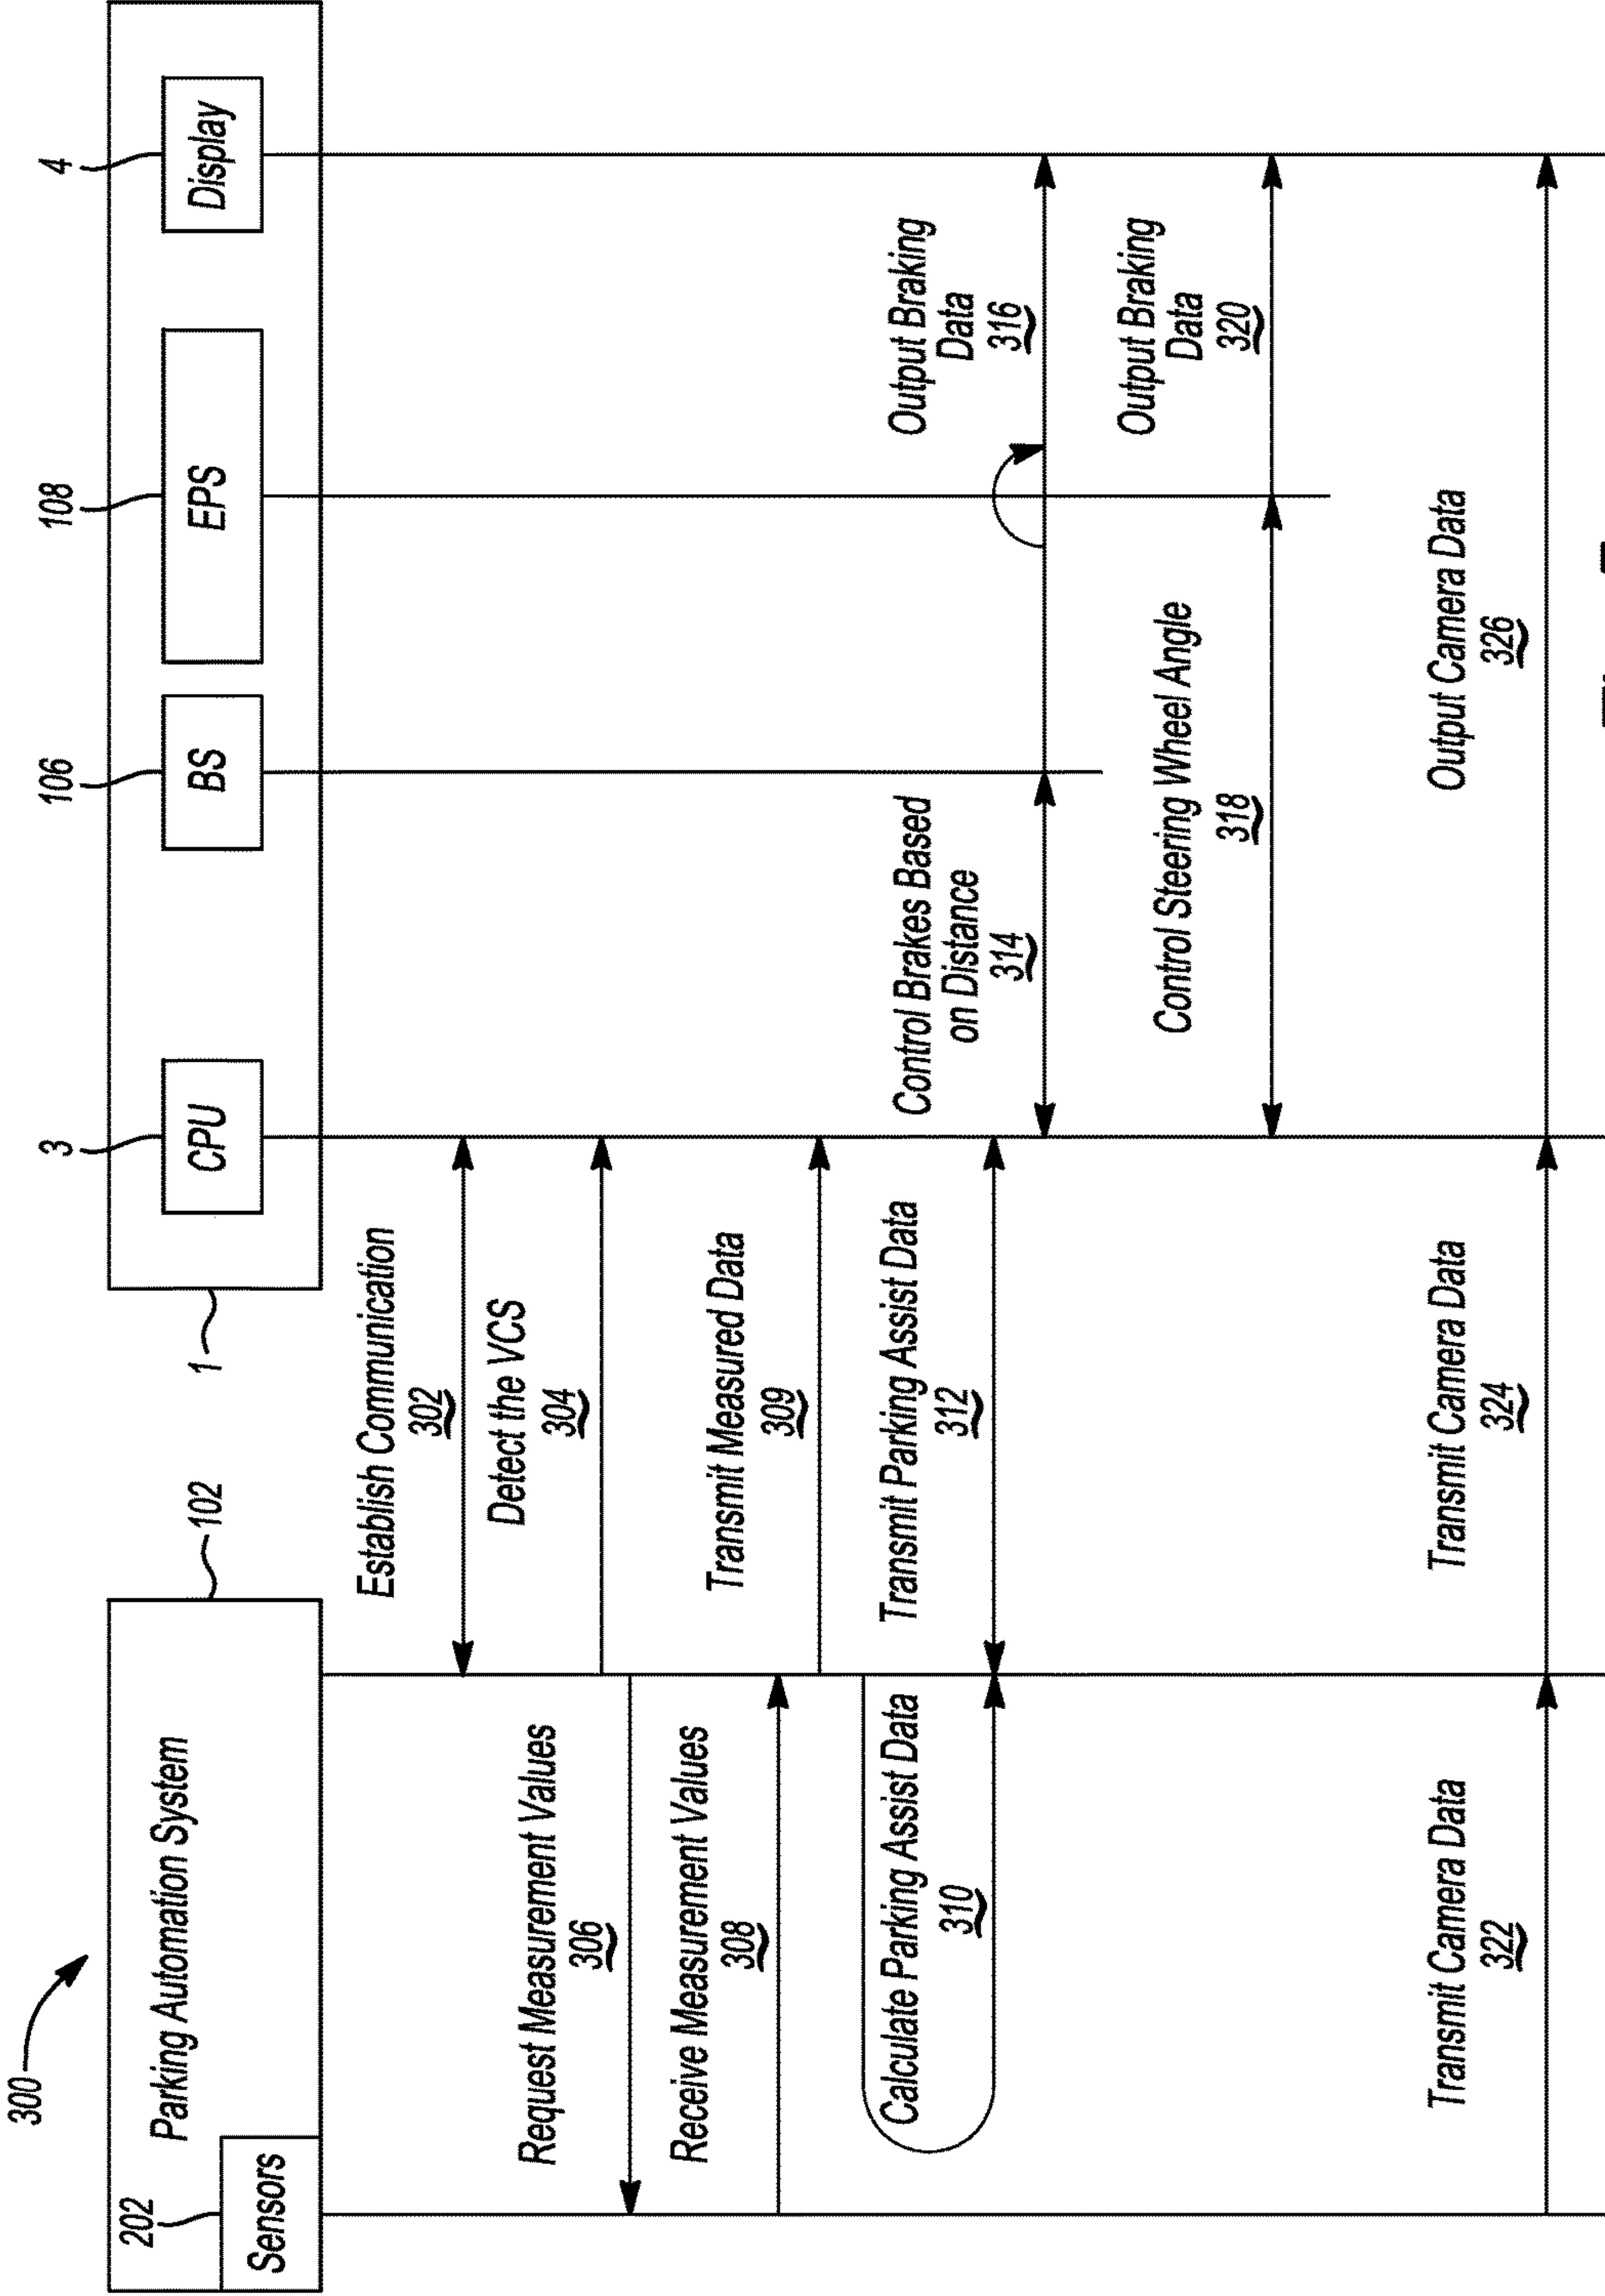 300
202
Sensors
Parking Automation System
102
1
3
CPU
106
BS
108
EPS
4
Display
Establish Communication
302
Detect the VCS
304
Request Measurement Values
306
Receive Measurement Values
308
Transmit Measured Data
309
Calculate Parking Assist Data
310
Transmit Parking Assist Data
312
Control Brakes Based
on Distance
314
Output Braking
Data
316
Control Steering Wheel Angle
318
Output Braking
Data
320
Transmit Camera Data
322
Transmit Camera Data
324
Output Camera Data
326